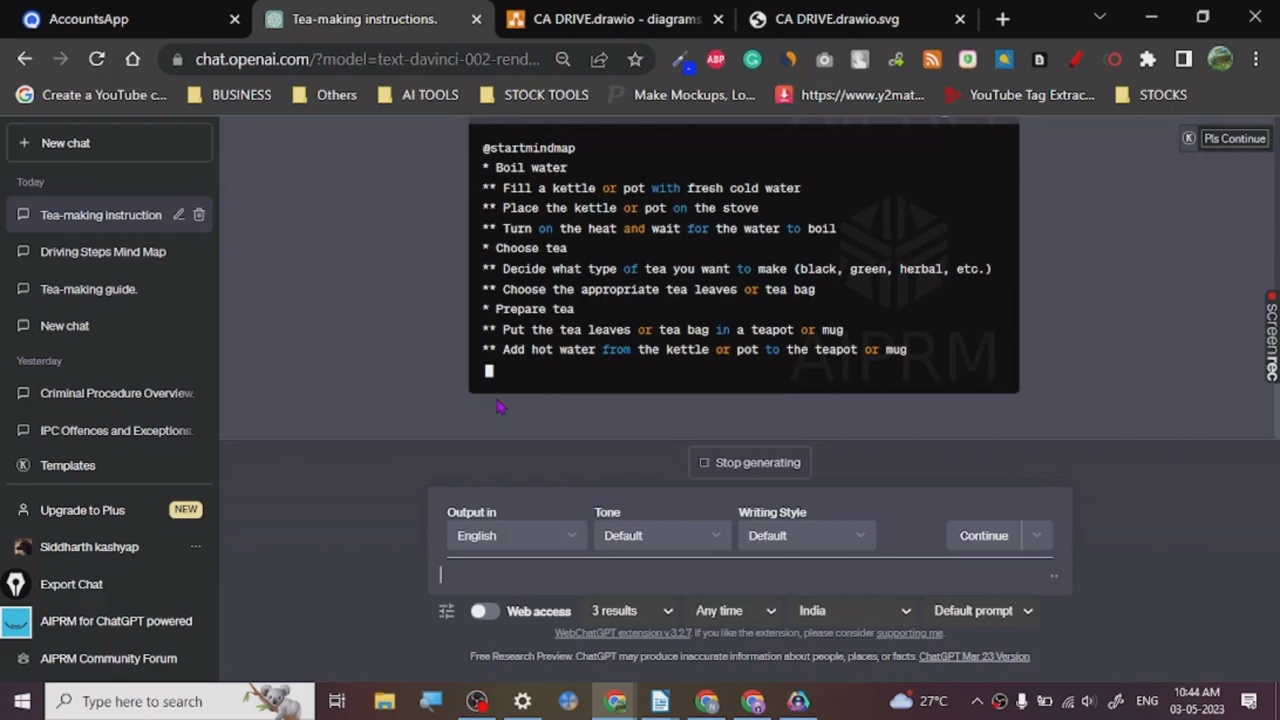 AccountsApp
Tea-making instructions.
CA DRIVE.drawio - diagrams.
CA DRIVE.drawio.svg
chat.openai.com/?model=text-davinci-002-rend...
ABP
Create a YouTube c...
BUSINESS
Others
AI TOOLS
STOCK TOOLS
Make Mockups, Lo...
https://www.y2mat...
YouTube Tag Extrac...
STOCKS
New chat
Today
Tea-making instruction
Driving Steps Mind Map
Tea-making guide.
New chat
Yesterday
Criminal Procedure Overview.
IPC Offences and Exceptions.
Templates
Upgrade to Plus
NEW
Siddharth kashyap
Export Chat
AIPRM for ChatGPT powered
AIPRM Community Forum
K Pls Continue
@startmindmap
* Boil water
** Fill a kettle or pot with fresh cold water
** Place the kettle or pot on the stove
** Turn on the heat and wait for the water to boil
* Choose tea
** Decide what type of tea you want to make (black, green, herbal, etc.)
** Choose the appropriate tea leaves or tea bag
* Prepare tea
** Put the tea leaves or tea bag in a teapot or mug
** Add hot water from the kettle or pot to the teapot or mug
AIPRM
screenrec
Stop generating
Output in
Tone
Writing Style
English
Default
Default
Continue
Web access
3 results
Any time
India
Default prompt
WebChatGPT extension v.3.2.7. If you like the extension, please consider supporting me.
Free Research Preview. ChatGPT may produce inaccurate information about people, places, or facts. ChatGPT Mar 23 Version
Type here to search
27°C
ENG
10:44 AM
03-05-2023